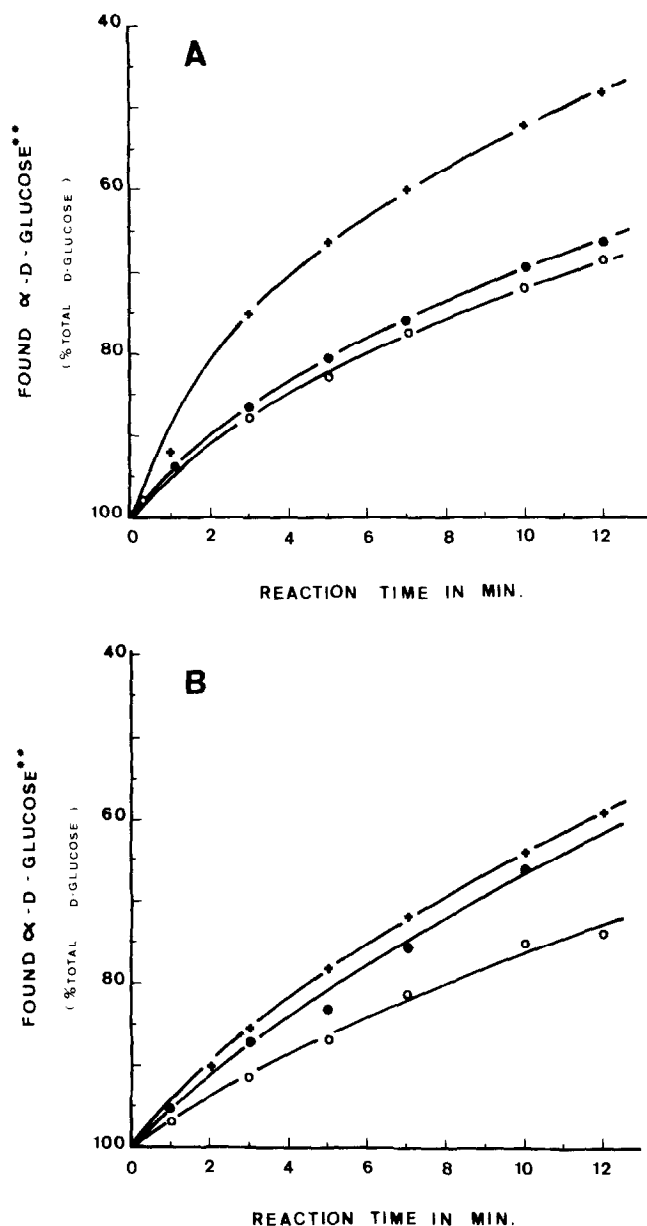 A
40
60
80
100
FOUND α-D-GLUCOSE**
(%TOTAL D-GLUCOSE)
0 2 4 6 8 10 12
REACTION TIME IN MIN.
B
40
60
80
100
FOUND α-D-GLUCOSE**
(%TOTAL D-GLUCOSE)
0 2 4 6 8 10 12
REACTION TIME IN MIN.